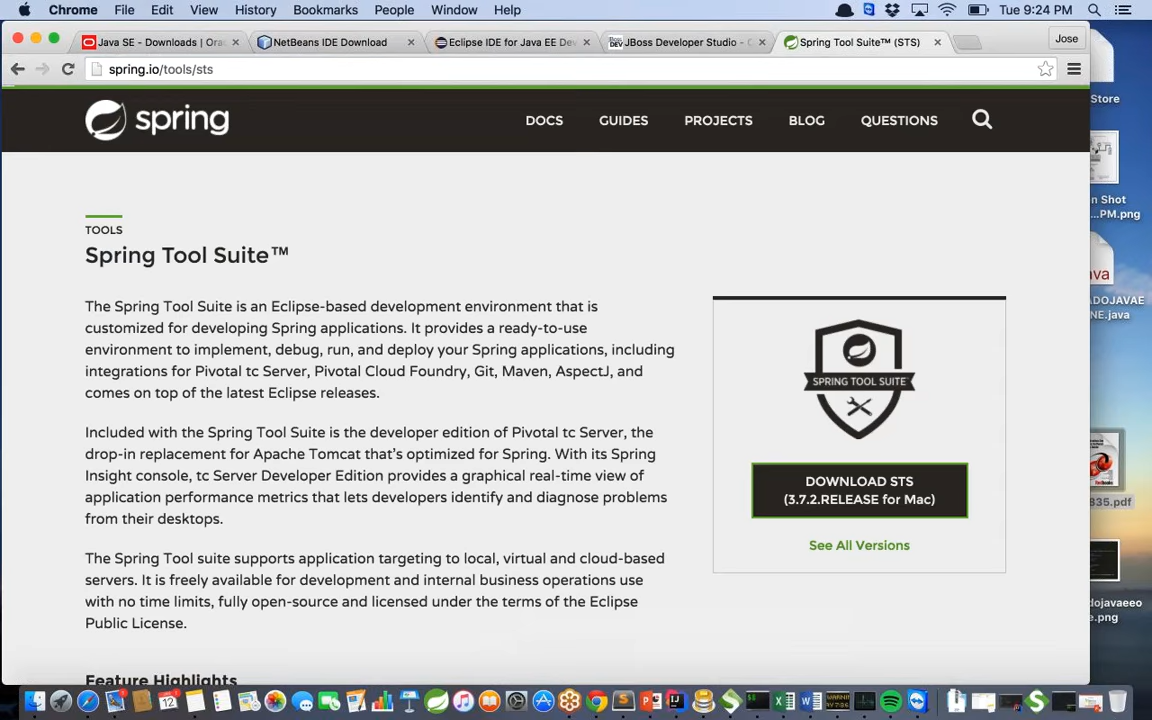 Chrome File Edit View History Bookmarks People Window Help Tue 9:24 PM
Java SE - Downloads | Ora
NetBeans IDE Download
Eclipse IDE for Java EE Dev
JBoss Developer Studio -
Spring Tool Suite™ (STS)
Jose
spring.io/tools/sts
Store
spring
DOCS GUIDES PROJECTS BLOG QUESTIONS
n Shot
...PM.png
TOOLS
Spring Tool Suite™
The Spring Tool Suite is an Eclipse-based development environment that is
customized for developing Spring applications. It provides a ready-to-use
environment to implement, debug, run, and deploy your Spring applications, including
integrations for Pivotal tc Server, Pivotal Cloud Foundry, Git, Maven, AspectJ, and
comes on top of the latest Eclipse releases.
Included with the Spring Tool Suite is the developer edition of Pivotal tc Server, the
drop-in replacement for Apache Tomcat that's optimized for Spring. With its Spring
Insight console, tc Server Developer Edition provides a graphical real-time view of
application performance metrics that lets developers identify and diagnose problems
from their desktops.
The Spring Tool suite supports application targeting to local, virtual and cloud-based
servers. It is freely available for development and internal business operations use
with no time limits, fully open-source and licensed under the terms of the Eclipse
Public License.
Feature Highlights
SPRING TOOL SUITE
DOWNLOAD STS
(3.7.2.RELEASE for Mac)
See All Versions
ava
ADOJAVAE
NE.java
835.pdf
dojavaeeo
e.png
12